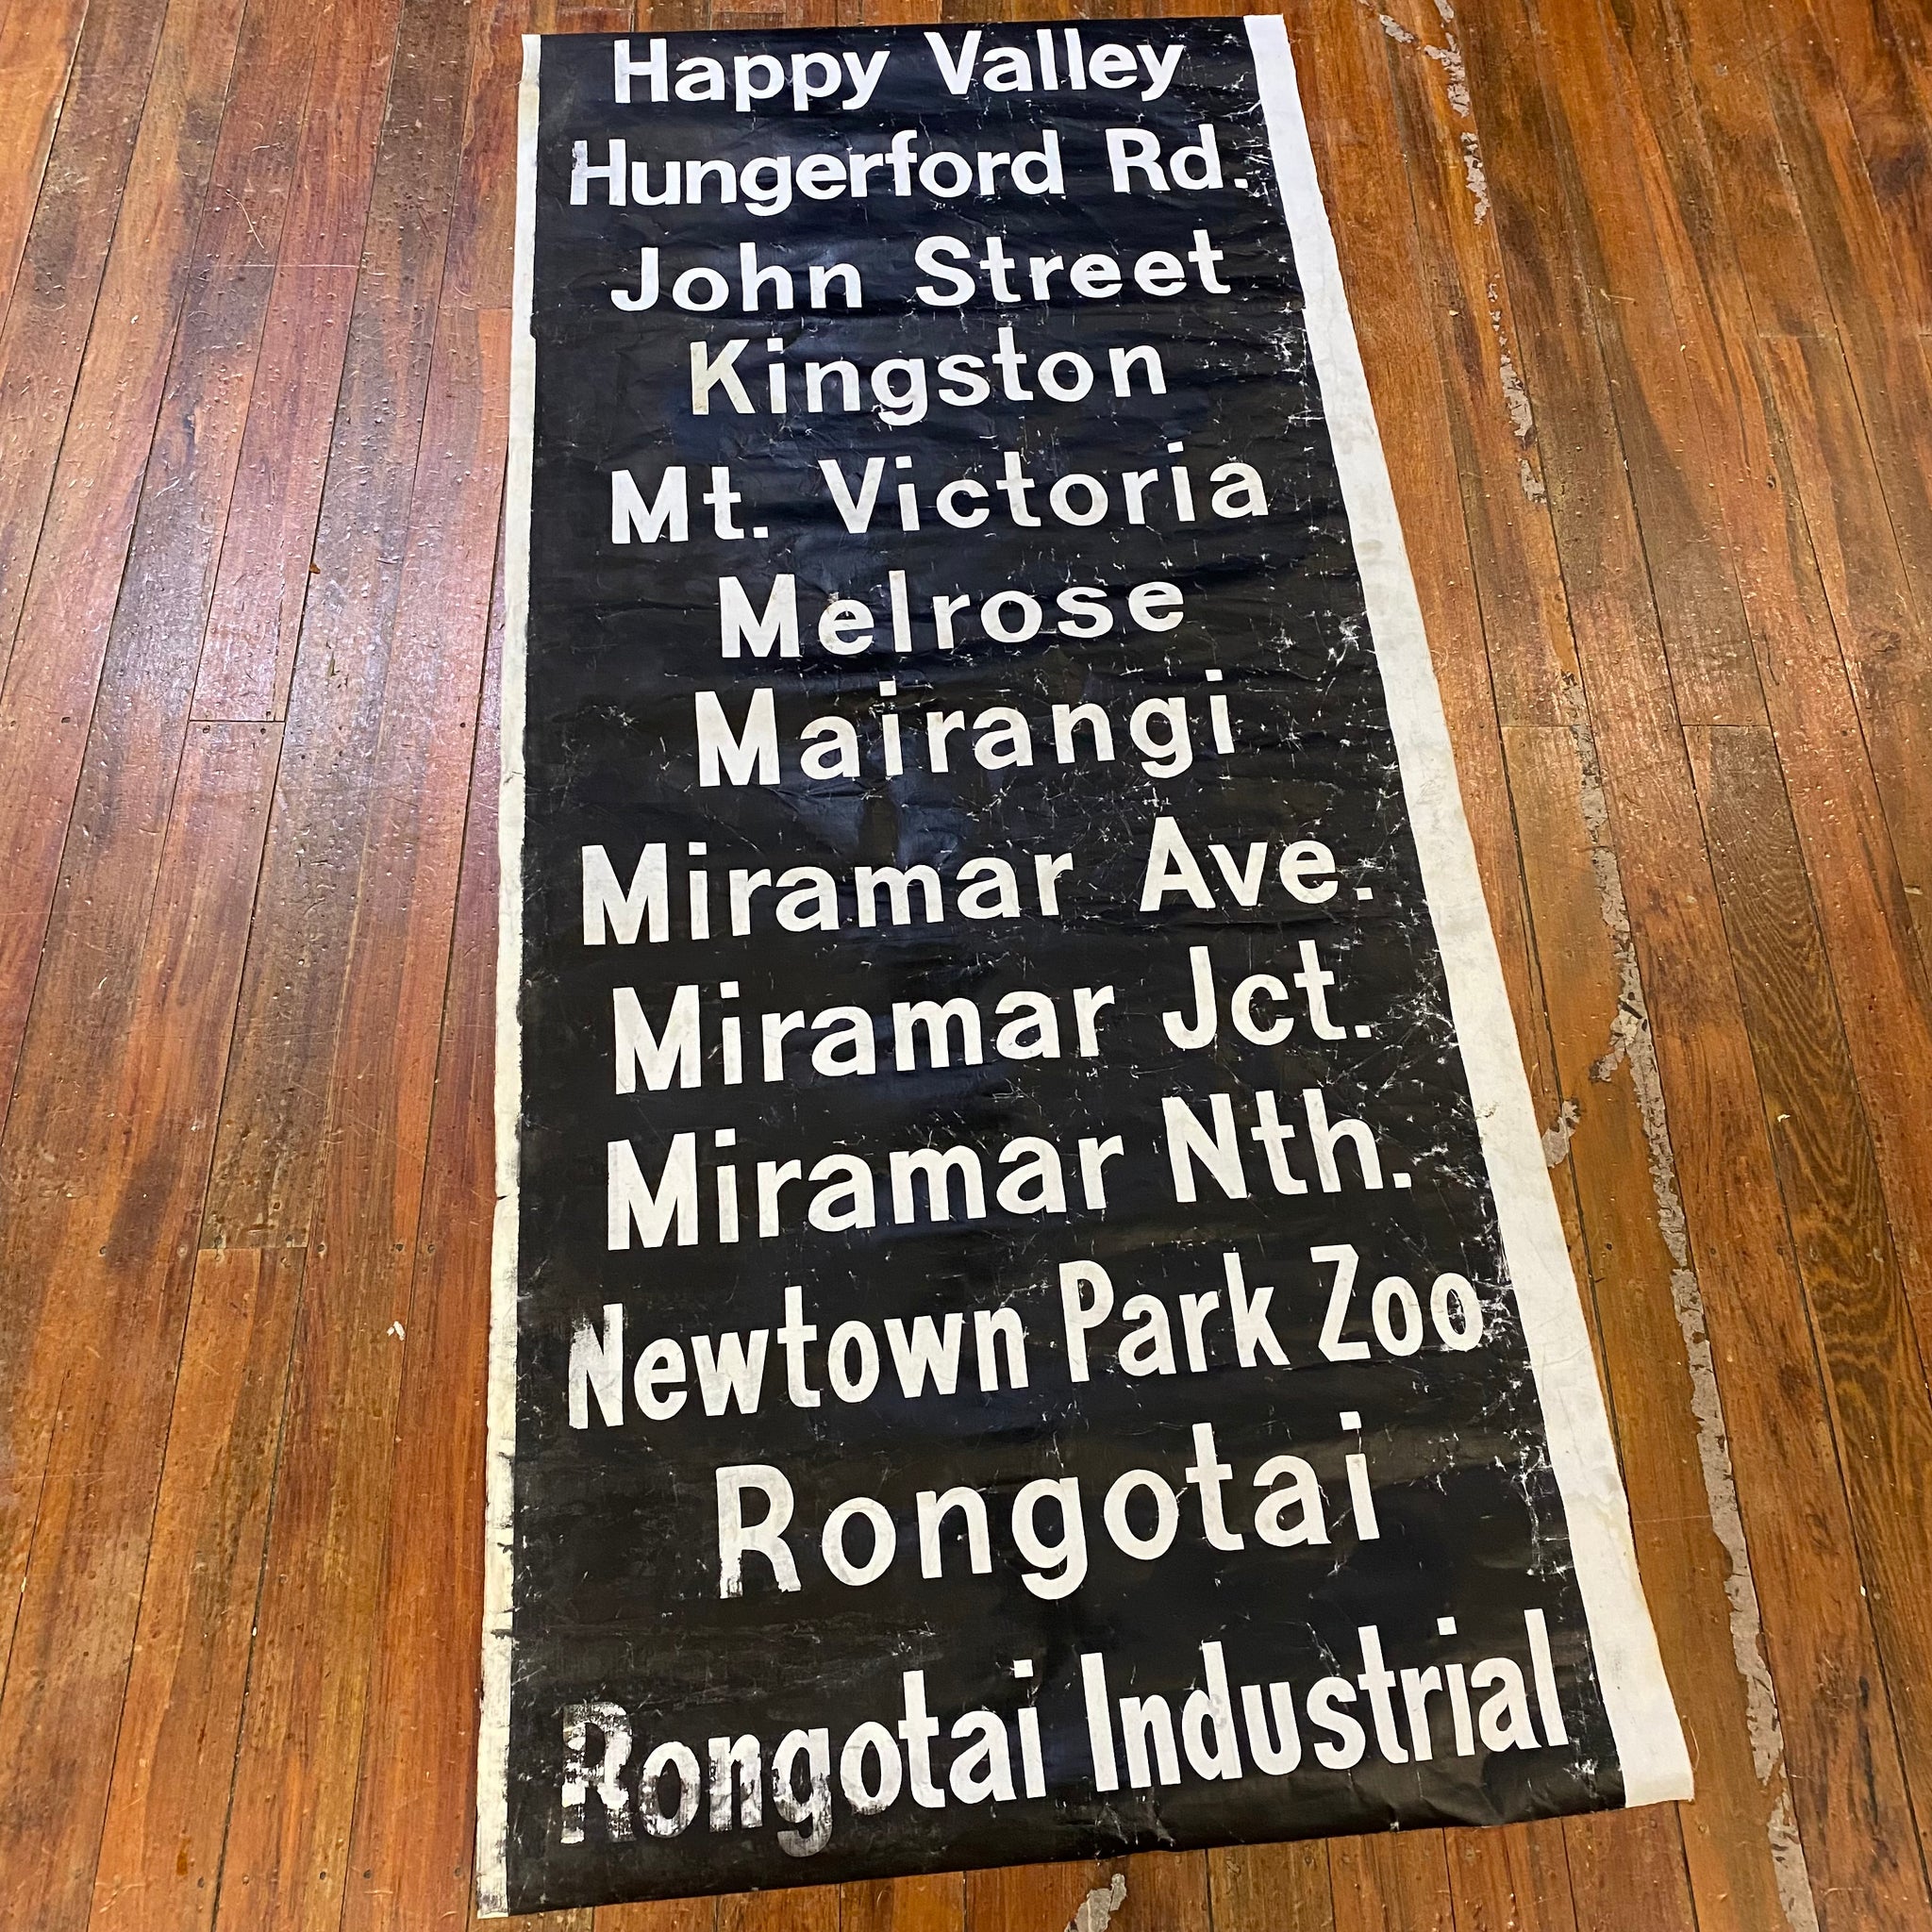 Happy Valley
Hungerford Rd.
John Street
Kingston
Mt. Victoria
Melrose
Mairangi
Miramar Ave.
Miramar Jct.
Miramar Nth.
Newtown Park Zoo
Rongotai
Rongotai Industrial